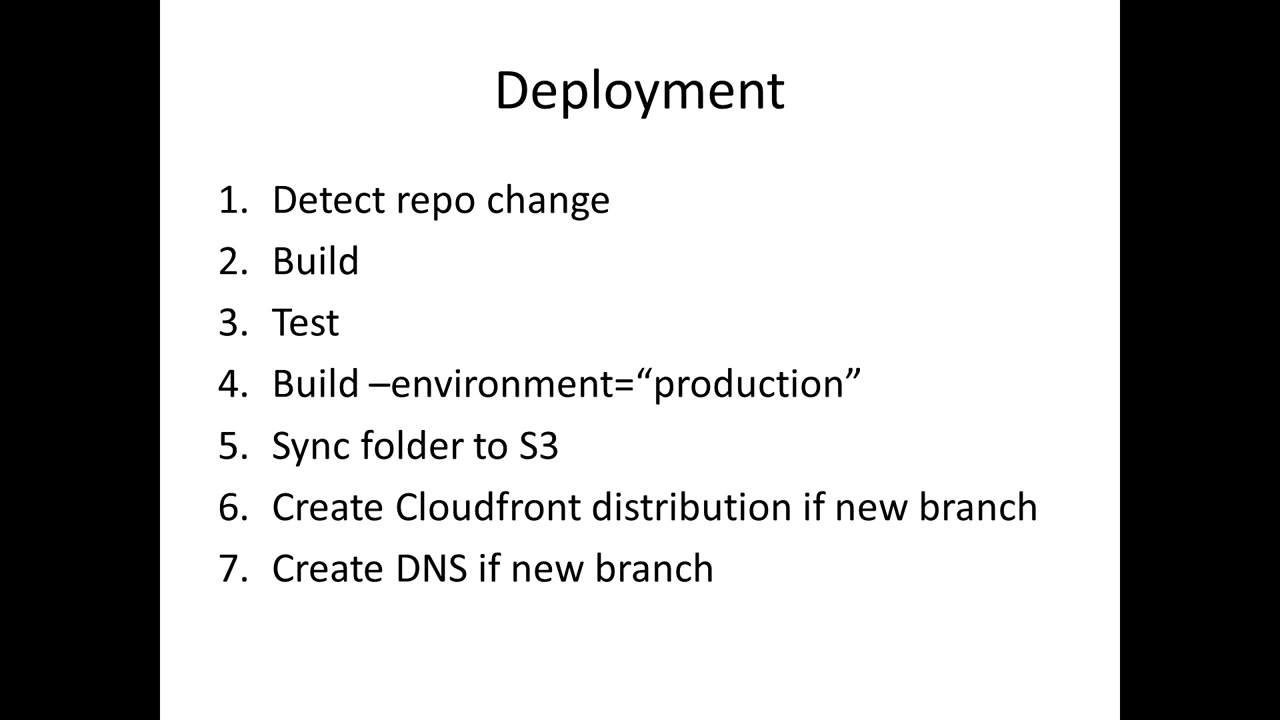 Deployment
1. Detect repo change
2. Build
3. Test
4. Build –environment=“production”
5. Sync folder to S3
6. Create Cloudfront distribution if new branch
7. Create DNS if new branch